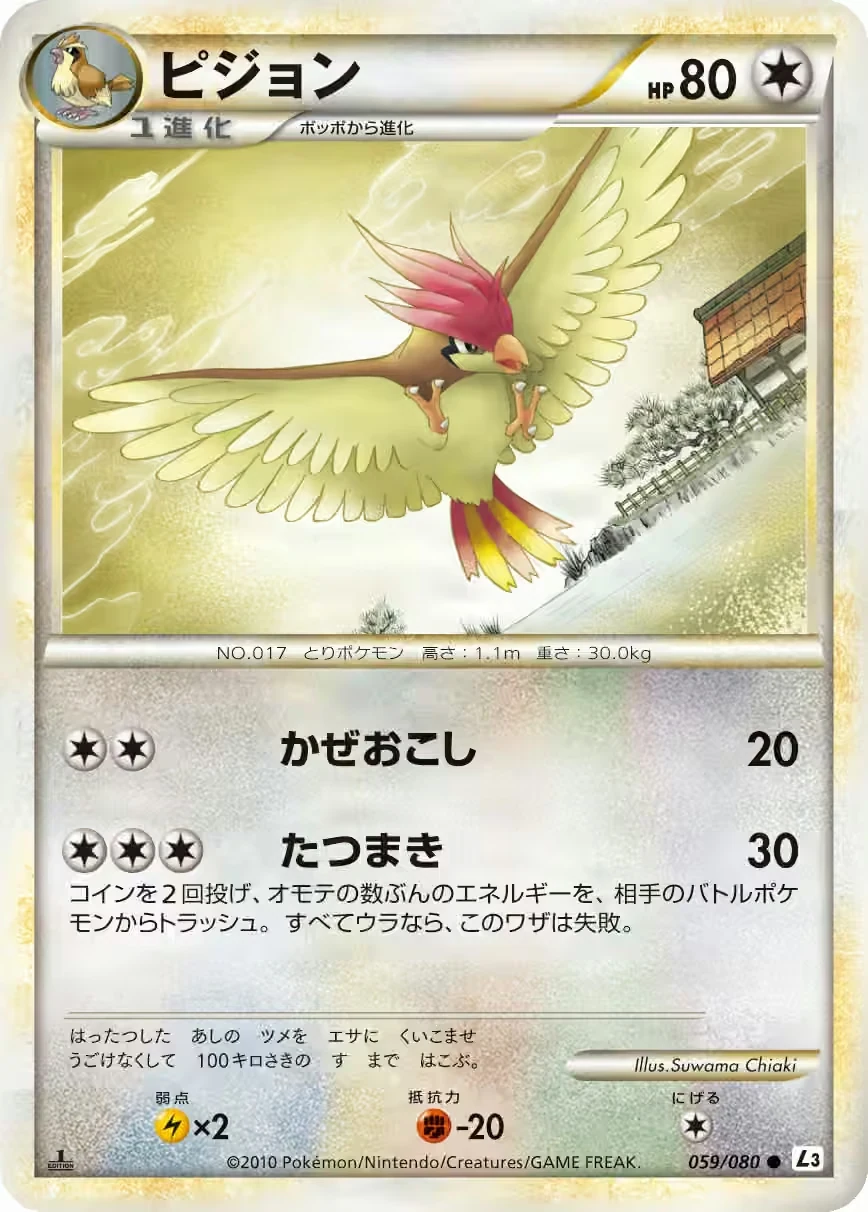 ピジョン HP80
1進化 ポッポから進化
NO.017 とりポケモン 高さ：1.1m 重さ：30.0kg
かぜおこし 20
たつまき 30
コインを2回投げ、オモテの数ぶんのエネルギーを、相手のバトルポケ
モンからトラッシュ。すべてウラなら、このワザは失敗。
はったつした あしの ツメを エサに くいこませ
うごけなくして 100キロさきの す まで はこぶ。
Illus.Suwama Chiaki
弱点 抵抗力 にげる
×2 -20
1 EDITION ©2010 Pokémon/Nintendo/Creatures/GAME FREAK. 059/080 ● L3